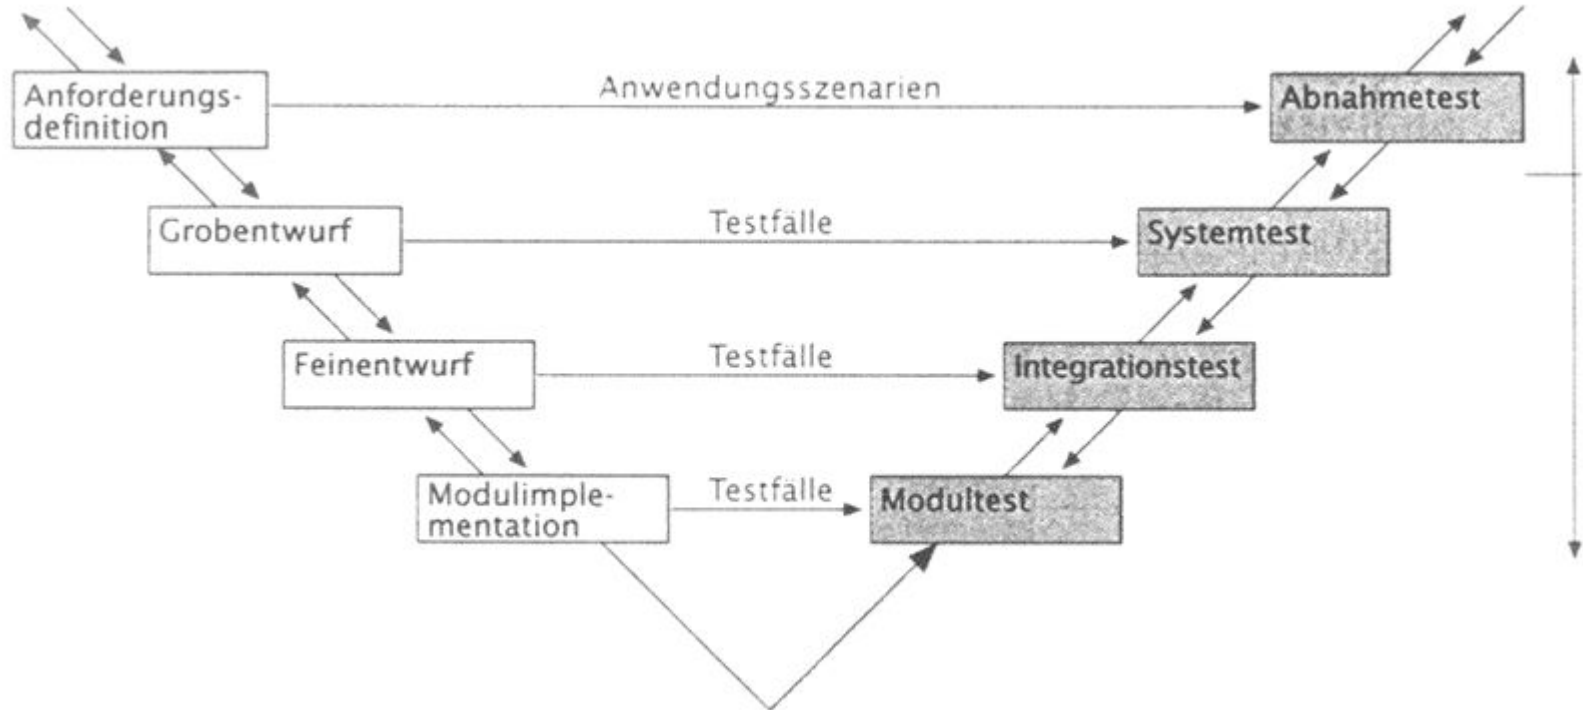 Anforderungs-
definition
Anwendungsszenarien
Abnahmetest
Grobentwurf
Testfälle
Systemtest
Feinentwurf
Testfälle
Integrationstest
Modulimple-
mentation
Testfälle
Modultest